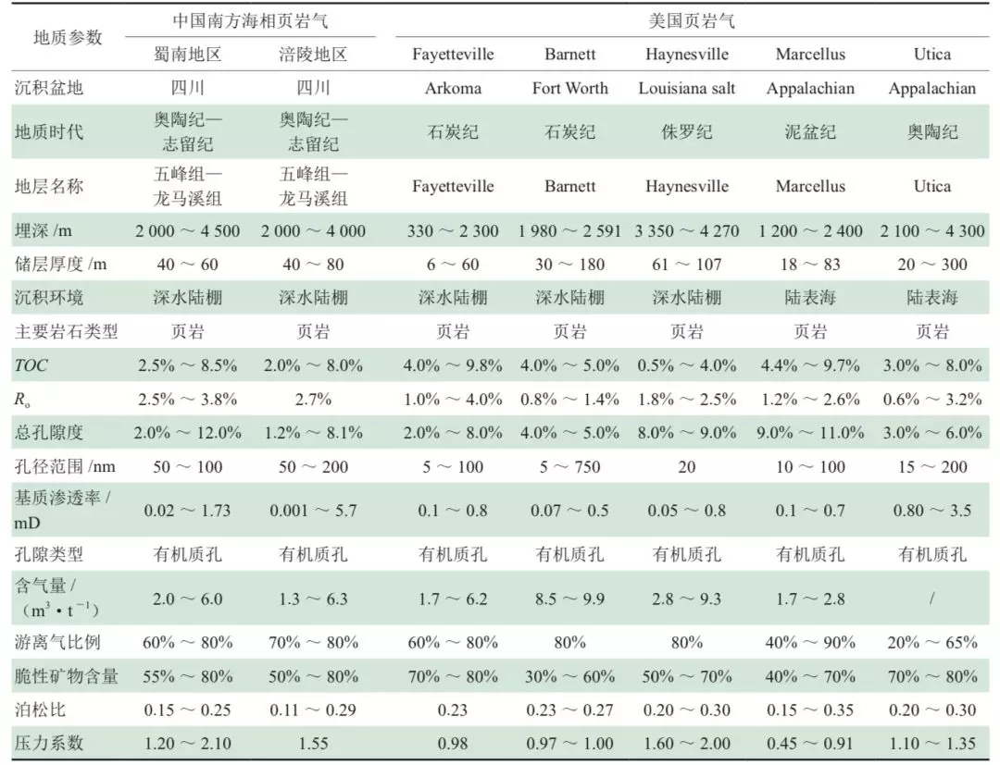 地质参数 中国南方海相页岩气 美国页岩气
蜀南地区 涪陵地区 Fayetteville Barnett Haynesville Marcellus Utica
沉积盆地 四川 四川 Arkoma Fort Worth Louisiana salt Appalachian Appalachian
地质时代 奥陶纪—志留纪 奥陶纪—志留纪 石炭纪 石炭纪 侏罗纪 泥盆纪 奥陶纪
地层名称 五峰组—龙马溪组 五峰组—龙马溪组 Fayetteville Barnett Haynesville Marcellus Utica
埋深 /m 2 000～4 500 2 000～4 000 330～2 300 1 980～2 591 3 350～4 270 1 200～2 400 2 100～4 300
储层厚度 /m 40～60 40～80 6～60 30～180 61～107 18～83 20～300
沉积环境 深水陆棚 深水陆棚 深水陆棚 深水陆棚 深水陆棚 陆表海 陆表海
主要岩石类型 页岩 页岩 页岩 页岩 页岩 页岩 页岩
TOC 2.5%～8.5% 2.0%～8.0% 4.0%～9.8% 4.0%～5.0% 0.5%～4.0% 4.4%～9.7% 3.0%～8.0%
Ro 2.5%～3.8% 2.7% 1.0%～4.0% 0.8%～1.4% 1.8%～2.5% 1.2%～2.6% 0.6%～3.2%
总孔隙度 2.0%～12.0% 1.2%～8.1% 2.0%～8.0% 4.0%～5.0% 8.0%～9.0% 9.0%～11.0% 3.0%～6.0%
孔径范围 /nm 50～100 50～200 5～100 5～750 20 10～100 15～200
基质渗透率 /mD 0.02～1.73 0.001～5.7 0.1～0.8 0.07～0.5 0.05～0.8 0.1～0.7 0.80～3.5
孔隙类型 有机质孔 有机质孔 有机质孔 有机质孔 有机质孔 有机质孔 有机质孔
含气量 /（m³·t⁻¹） 2.0～6.0 1.3～6.3 1.7～6.2 8.5～9.9 2.8～9.3 1.7～2.8 /
游离气比例 60%～80% 70%～80% 60%～80% 80% 80% 40%～90% 20%～65%
脆性矿物含量 55%～80% 50%～80% 70%～80% 30%～60% 50%～70% 40%～70% 70%～80%
泊松比 0.15～0.25 0.11～0.29 0.23 0.23～0.27 0.20～0.30 0.15～0.35 0.20～0.30
压力系数 1.20～2.10 1.55 0.98 0.97～1.00 1.60～2.00 0.45～0.91 1.10～1.35